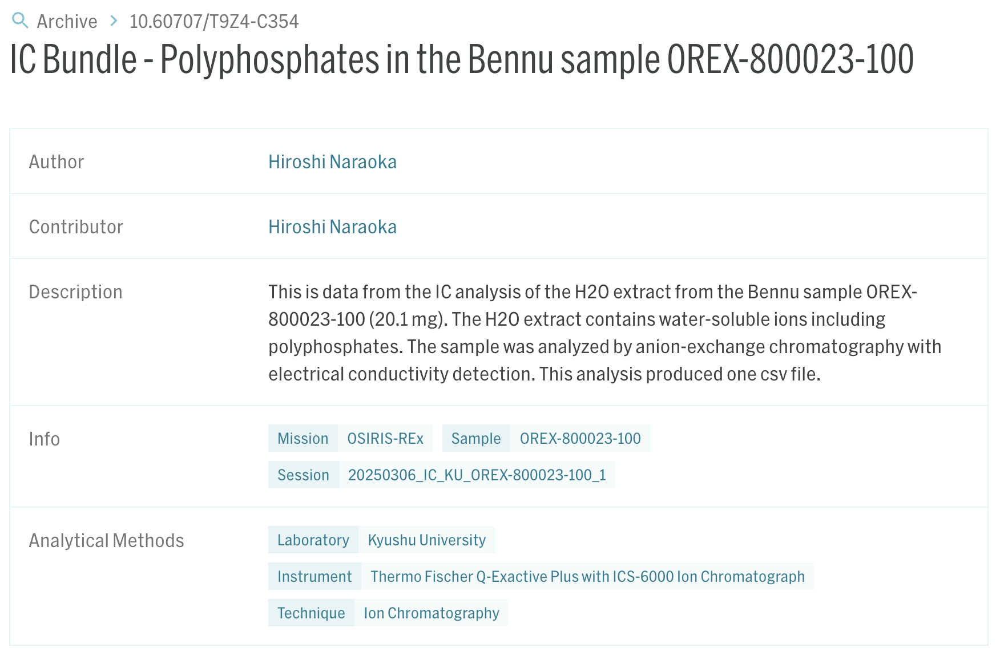 Archive > 10.60707/T9Z4-C354
IC Bundle - Polyphosphates in the Bennu sample OREX-800023-100
Author Hiroshi Naraoka
Contributor Hiroshi Naraoka
Description This is data from the IC analysis of the H2O extract from the Bennu sample OREX-
800023-100 (20.1 mg). The H2O extract contains water-soluble ions including
polyphosphates. The sample was analyzed by anion-exchange chromatography with
electrical conductivity detection. This analysis produced one csv file.
Info Mission OSIRIS-REx Sample OREX-800023-100
Session 20250306_IC_KU_OREX-800023-100_1
Analytical Methods Laboratory Kyushu University
Instrument Thermo Fischer Q-Exactive Plus with ICS-6000 Ion Chromatograph
Technique Ion Chromatography